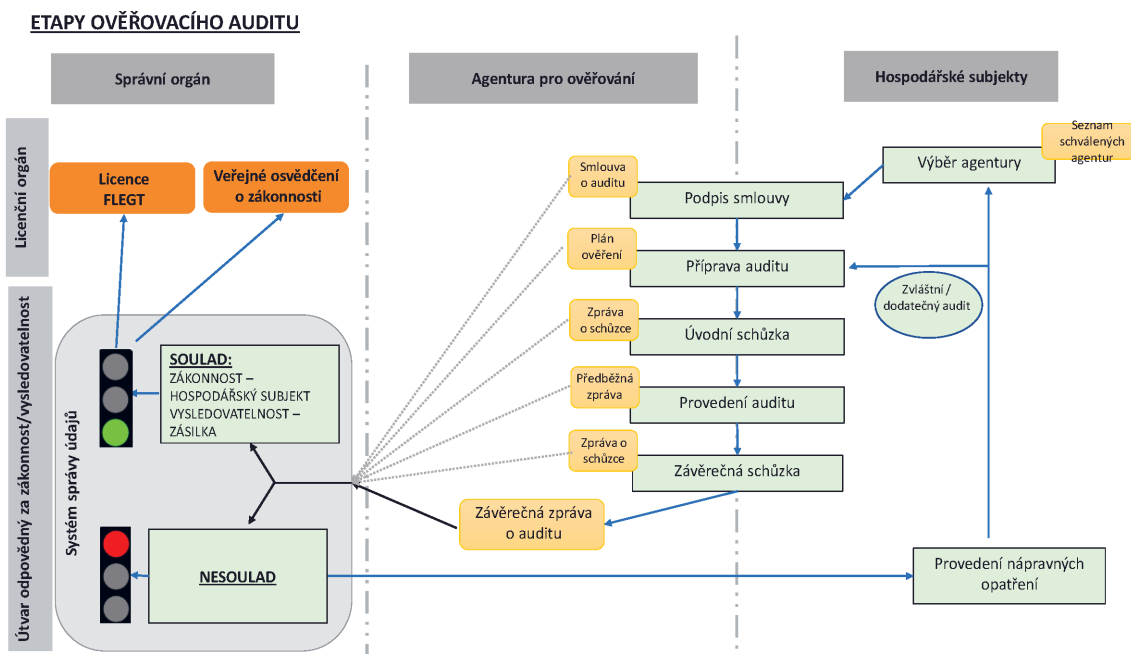 ETAPY OVĚŘOVACÍHO AUDITU
Správní orgán
Agentura pro ověřování
Hospodářské subjekty
Licenční orgán
Licence
FLEGT
Veřejné osvědčení
o zákonnosti
Smlouva
o auditu
Podpis smlouvy
Výběr agentury
Seznam
schválených
agentur
Plán
ověření
Příprava auditu
Zvláštní /
dodatečný audit
Zpráva
o schůzce
Úvodní schůzka
Předběžná
zpráva
Provedení auditu
Zpráva o
schůzce
Závěrečná schůzka
Závěrečná zpráva
o auditu
Útvar odpovědný za zákonnost/vysledovatelnost
Systém správy údajů
SOULAD:
ZÁKONNOST –
HOSPODÁŘSKÝ SUBJEKT
VYSLEDOVATELNOST –
ZÁSILKA
NESOULAD
Provedení nápravných
opatření